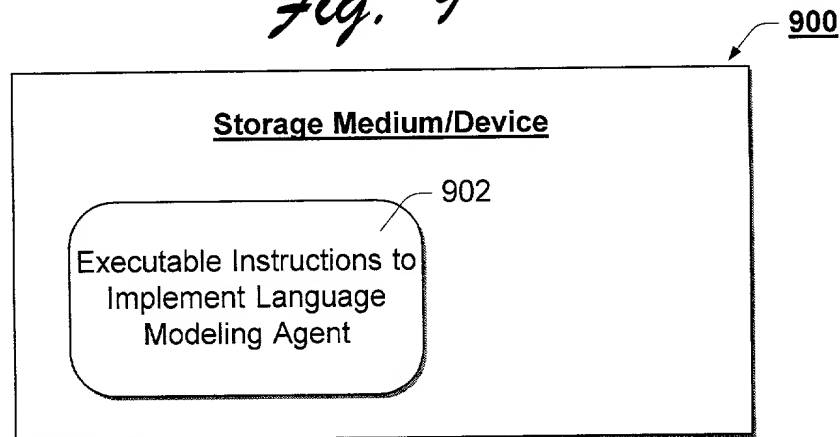 Fig. 9
900
Storage Medium/Device
902
Executable Instructions to
Implement Language
Modeling Agent